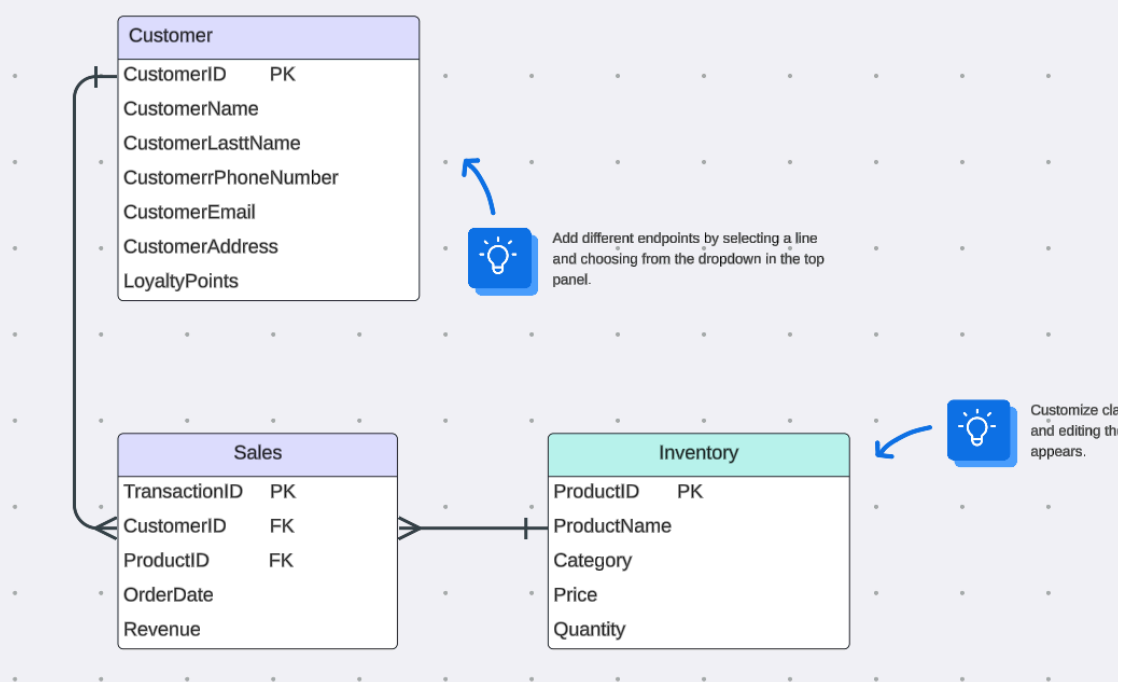 Customer
CustomerID PK
CustomerName
CustomerLasttName
CustomerrPhoneNumber
CustomerEmail
CustomerAddress
LoyaltyPoints
Add different endpoints by selecting a line
and choosing from the dropdown in the top
panel.
Customize cla
and editing the
appears.
Sales
TransactionID PK
CustomerID FK
ProductID FK
OrderDate
Revenue
Inventory
ProductID PK
ProductName
Category
Price
Quantity